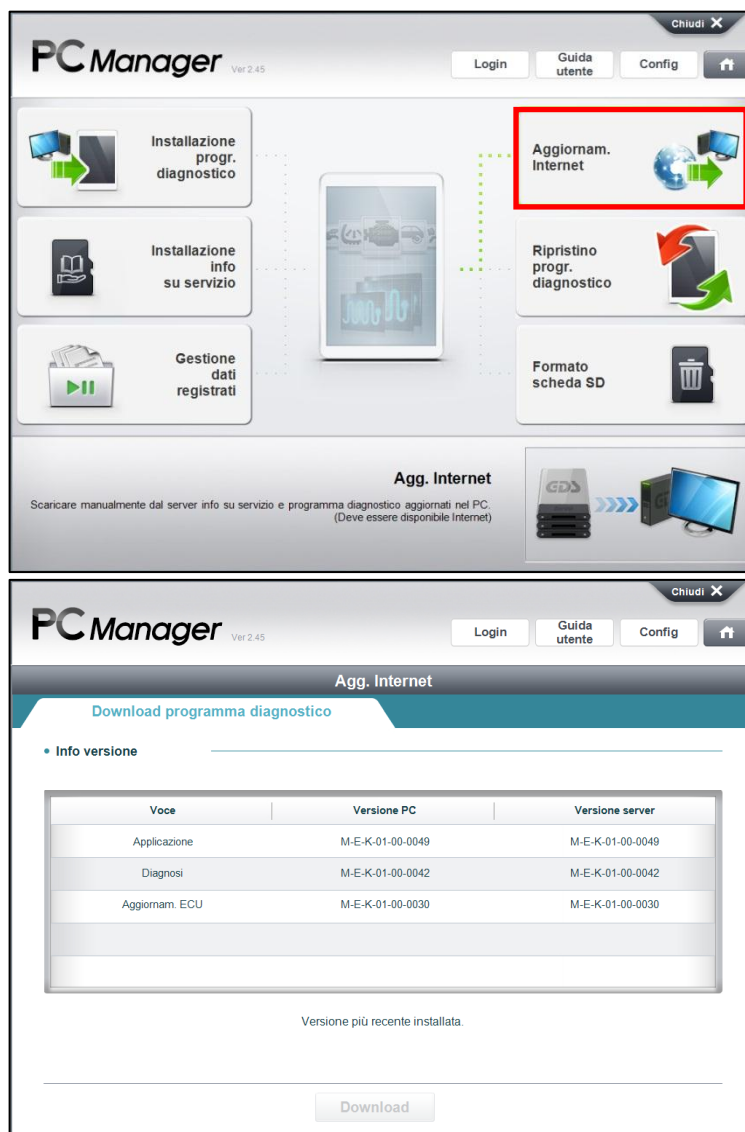 Chiudi X
PC Manager Ver 2.45
Login
Guida
utente
Config
Installazione
progr.
diagnostico
Aggiornam.
Internet
Installazione
info
su servizio
Ripristino
progr.
diagnostico
Gestione
dati
registrati
Formato
scheda SD
Agg. Internet
Scaricare manualmente dal server info su servizio e programma diagnostico aggiornati nel PC.
(Deve essere disponibile Internet)
GDS
Chiudi X
PC Manager Ver 2.45
Login
Guida
utente
Config
Agg. Internet
Download programma diagnostico
• Info versione
Voce Versione PC Versione server
Applicazione M-E-K-01-00-0049 M-E-K-01-00-0049
Diagnosi M-E-K-01-00-0042 M-E-K-01-00-0042
Aggiornam. ECU M-E-K-01-00-0030 M-E-K-01-00-0030
Versione più recente installata.
Download